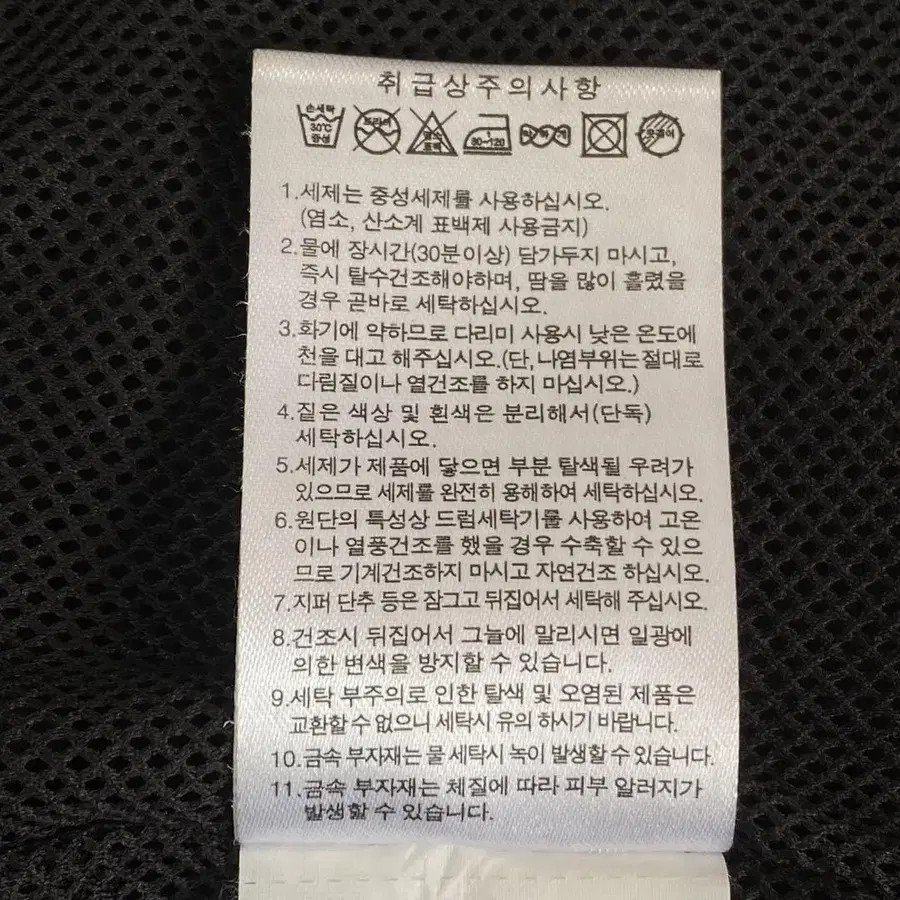 취급상주의사항
손세탁
30℃
중성
드라이
염소
표백
80~120
약하게
1.세제는 중성세제를 사용하십시오.
(염소, 산소계 표백제 사용금지)
2.물에 장시간(30분이상) 담가두지 마시고,
즉시 탈수건조해야하며, 땀을 많이 흘렸을
경우 곧바로 세탁하십시오.
3.화기에 약하므로 다리미 사용시 낮은 온도에
천을 대고 해주십시오.(단,나염부위는절대로
다림질이나 열건조를 하지 마십시오.)
4.짙은 색상 및 흰색은 분리해서(단독)
세탁하십시오.
5.세제가 제품에 닿으면 부분 탈색될 우려가
있으므로 세제를 완전히 용해하여 세탁하십시오.
6.원단의 특성상 드럼세탁기를 사용하여 고온
이나 열풍건조를 했을 경우 수축할 수 있으
므로 기계건조하지 마시고 자연건조 하십시오.
7.지퍼 단추 등은 잠그고 뒤집어서 세탁해 주십시오.
8.건조시 뒤집어서 그늘에 말리시면 일광에
의한 변색을 방지할 수 있습니다.
9.세탁 부주의로 인한 탈색 및 오염된 제품은
교환할 수 없으니 세탁시 유의 하시기 바랍니다.
10.금속 부자재는 물 세탁시 녹이 발생할 수 있습니다.
11.금속 부자재는 체질에 따라 피부 알러지가
발생할 수 있습니다.